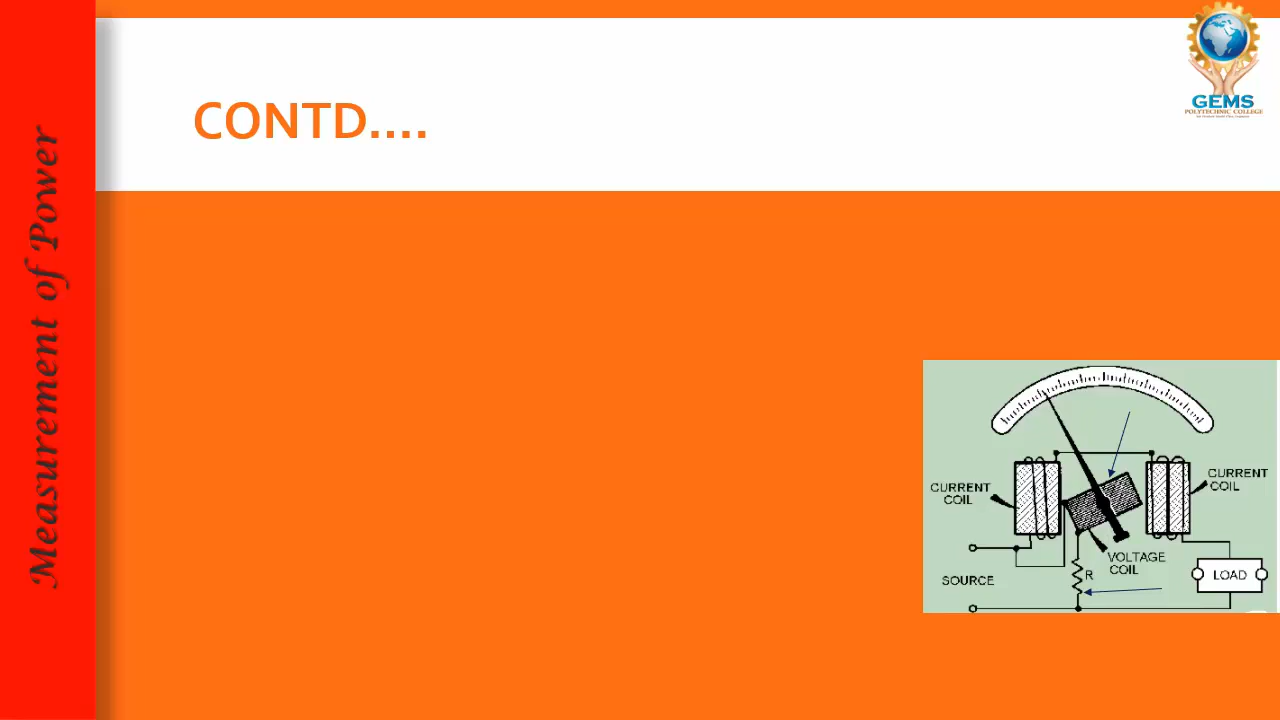 Measurement of Power
CONTD....
GEMS
POLYTECHNIC COLLEGE
CURRENT
COIL
CURRENT
COIL
VOLTAGE
COIL
SOURCE
R
LOAD